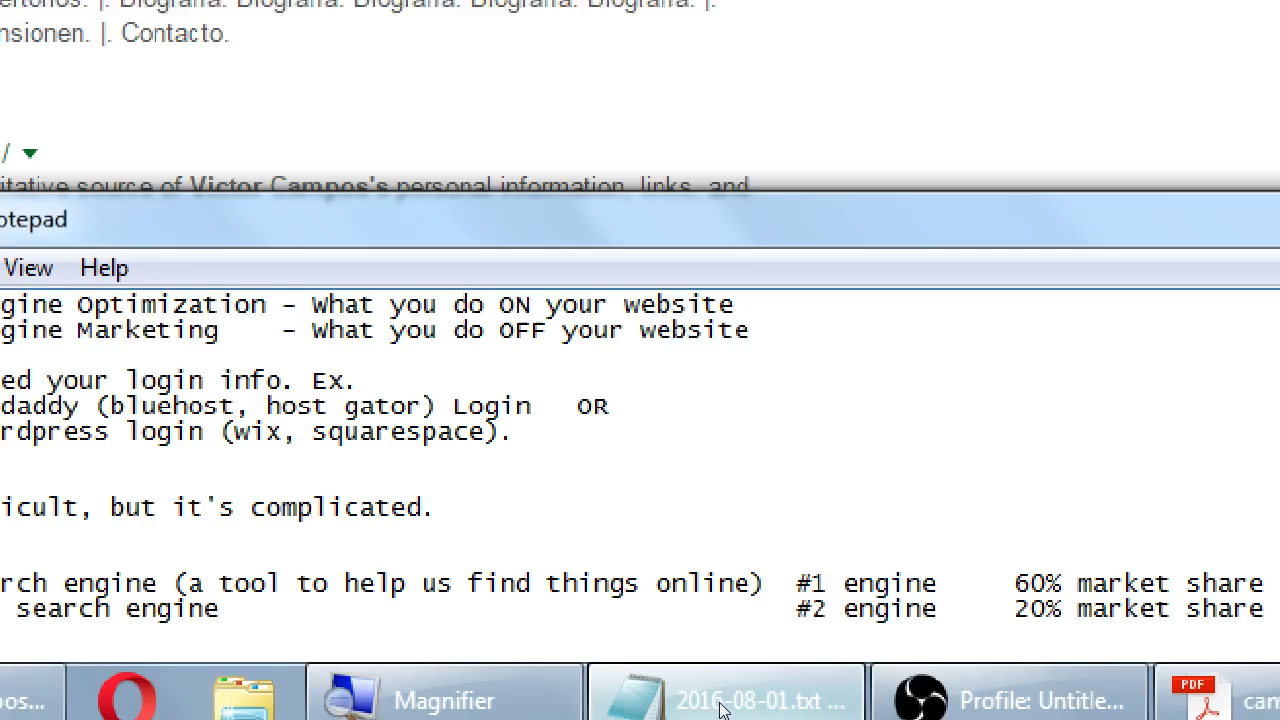 Biografía. Biografía. Biografía. Biografía. Biografía. |.
nsionen. |. Contacto.
/
itative source of Victor Campos's personal information, links, and
otepad
View Help
gine Optimization - What you do ON your website
gine Marketing - What you do OFF your website
ed your login info. Ex.
daddy (bluehost, host gator) Login OR
rdpress login (wix, squarespace).
icult, but it's complicated.
rch engine (a tool to help us find things online) #1 engine 60% market share
search engine #2 engine 20% market share
pos... Magnifier 2016-08-01.txt ... Profile: Untitle... PDF can